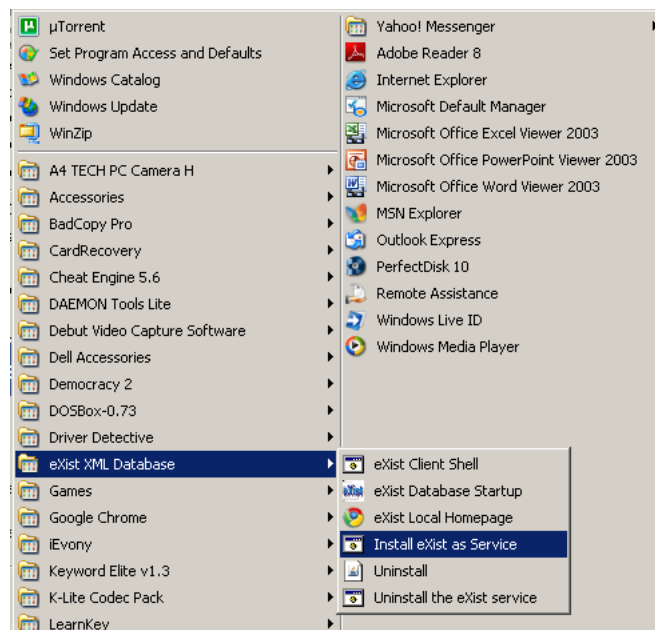 µTorrent
Set Program Access and Defaults
Windows Catalog
Windows Update
WinZip
A4 TECH PC Camera H
Accessories
BadCopy Pro
CardRecovery
Cheat Engine 5.6
DAEMON Tools Lite
Debut Video Capture Software
Dell Accessories
Democracy 2
DOSBox-0.73
Driver Detective
eXist XML Database
Games
Google Chrome
iEvony
Keyword Elite v1.3
K-Lite Codec Pack
LearnKey
Yahoo! Messenger
Adobe Reader 8
Internet Explorer
Microsoft Default Manager
Microsoft Office Excel Viewer 2003
Microsoft Office PowerPoint Viewer 2003
Microsoft Office Word Viewer 2003
MSN Explorer
Outlook Express
PerfectDisk 10
Remote Assistance
Windows Live ID
Windows Media Player
eXist Client Shell
eXist Database Startup
eXist Local Homepage
Install eXist as Service
Uninstall
Uninstall the eXist service